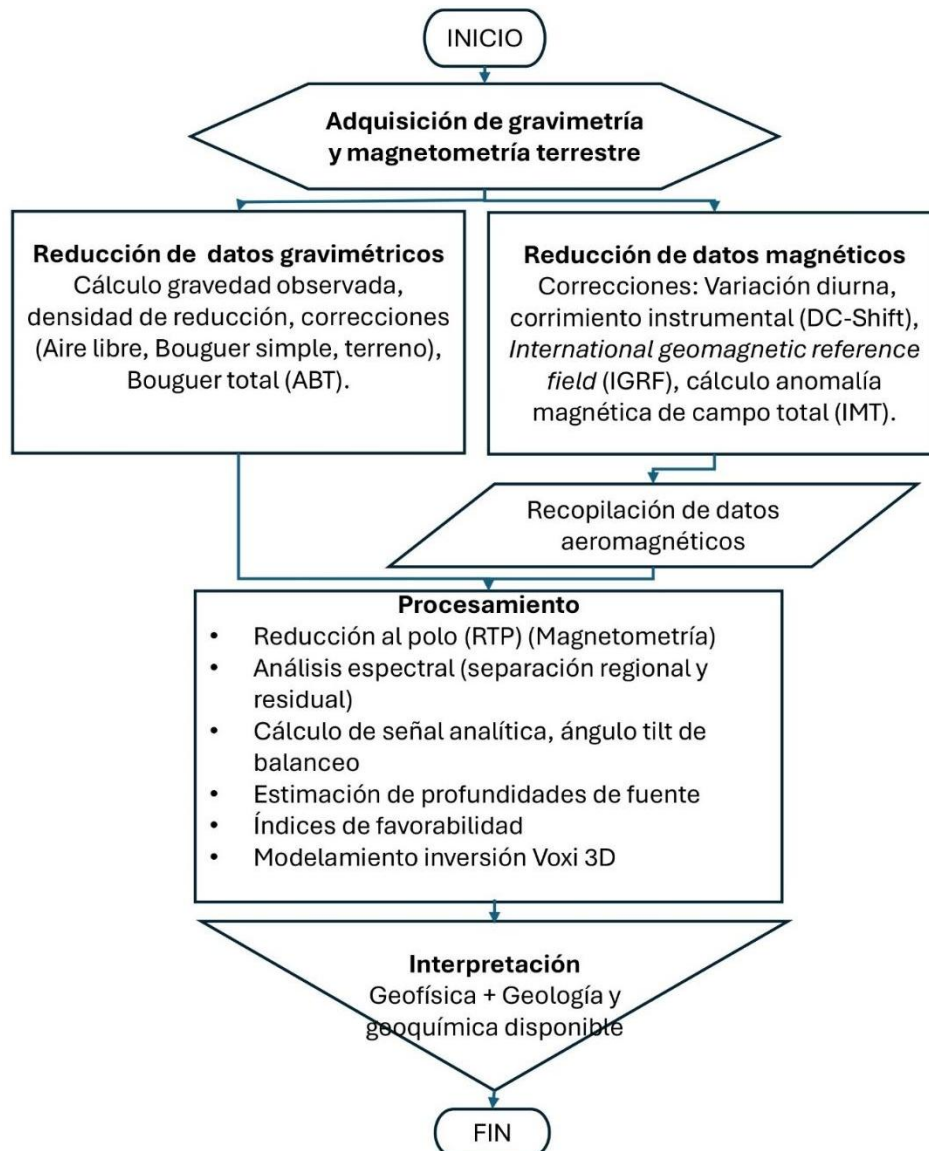 INICIO
Adquisición de gravimetría
y magnetometría terrestre
Reducción de datos gravimétricos
Cálculo gravedad observada,
densidad de reducción, correcciones
(Aire libre, Bouguer simple, terreno),
Bouguer total (ABT).
Reducción de datos magnéticos
Correcciones: Variación diurna,
corrimiento instrumental (DC-Shift),
International geomagnetic reference
field (IGRF), cálculo anomalía
magnética de campo total (IMT).
Recopilación de datos
aeromagnéticos
Procesamiento
• Reducción al polo (RTP) (Magnetometría)
• Análisis espectral (separación regional y
residual)
• Cálculo de señal analítica, ángulo tilt de
balanceo
• Estimación de profundidades de fuente
• Índices de favorabilidad
• Modelamiento inversión Voxi 3D
Interpretación
Geofísica + Geología y
geoquímica disponible
FIN